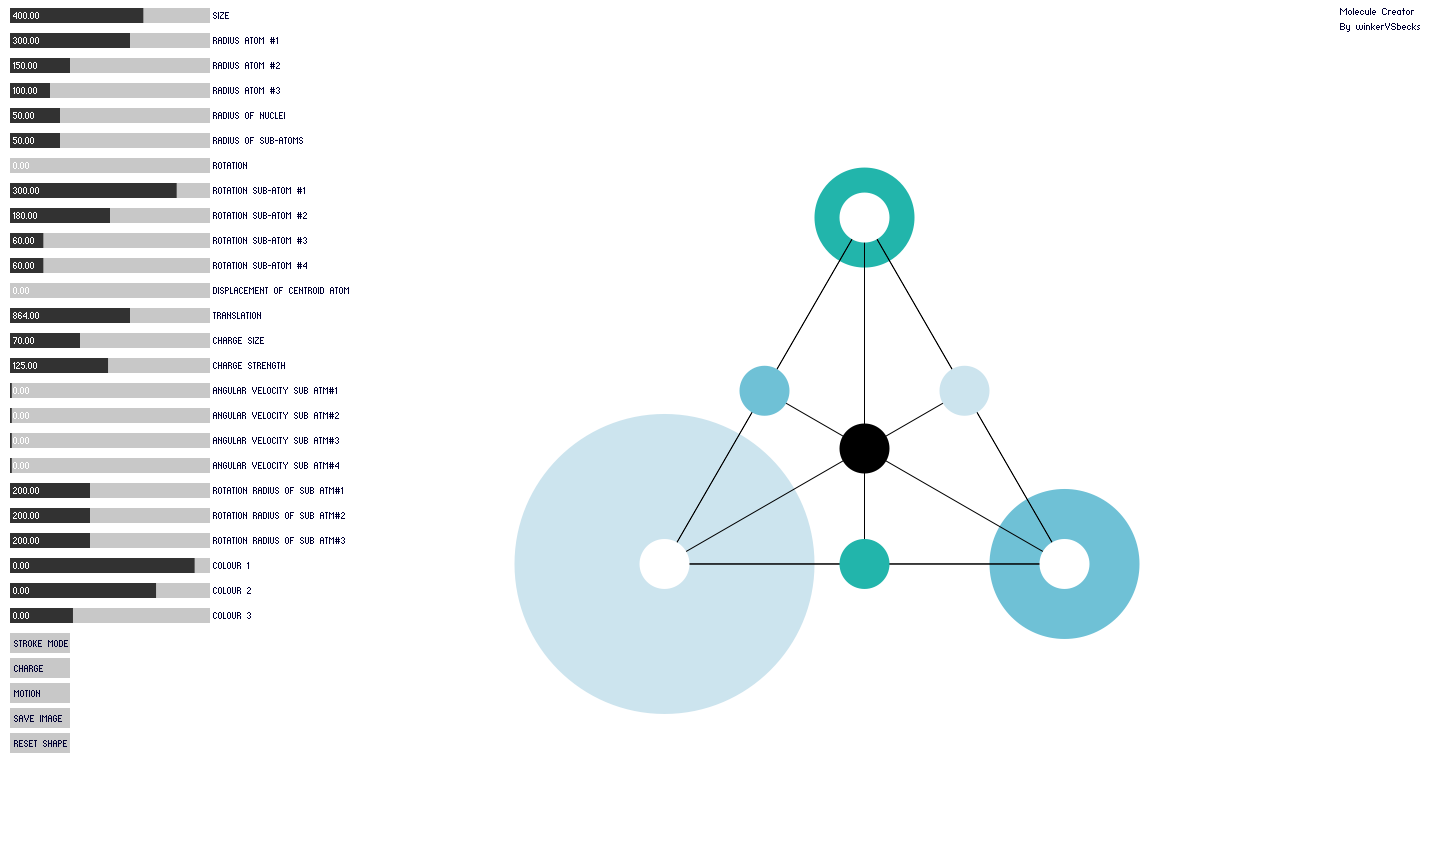 400.00 SIZE
300.00 RADIUS ATOM #1
150.00 RADIUS ATOM #2
100.00 RADIUS ATOM #3
50.00 RADIUS OF NUCLEI
50.00 RADIUS OF SUB-ATOMS
0.00 ROTATION
300.00 ROTATION SUB-ATOM #1
180.00 ROTATION SUB-ATOM #2
60.00 ROTATION SUB-ATOM #3
60.00 ROTATION SUB-ATOM #4
0.00 DISPLACEMENT OF CENTROID ATOM
864.00 TRANSLATION
70.00 CHARGE SIZE
125.00 CHARGE STRENGTH
0.00 ANGULAR VELOCITY SUB ATM#1
0.00 ANGULAR VELOCITY SUB ATM#2
0.00 ANGULAR VELOCITY SUB ATM#3
0.00 ANGULAR VELOCITY SUB ATM#4
200.00 ROTATION RADIUS OF SUB ATM#1
200.00 ROTATION RADIUS OF SUB ATM#2
200.00 ROTATION RADIUS OF SUB ATM#3
0.00 COLOUR 1
0.00 COLOUR 2
0.00 COLOUR 3
STROKE MODE
CHARGE
MOTION
SAVE IMAGE
RESET SHAPE
Molecule Creator
By winkerVSbecks